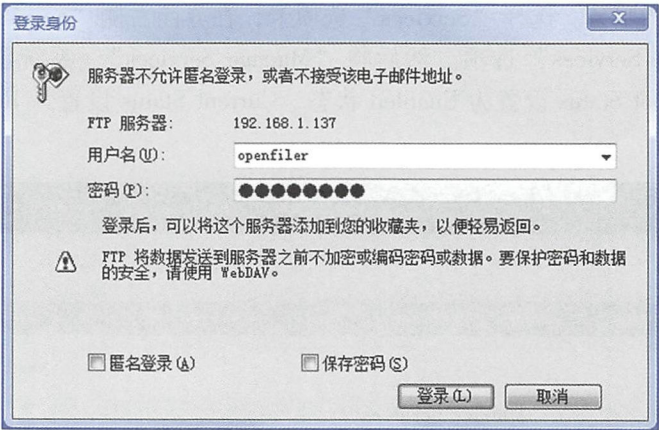 登录身份
服务器不允许匿名登录，或者不接受该电子邮件地址。
FTP 服务器:
192.168.1.137
用户名(U):
openfiler
密码(P):
●●●●●●●●
登录后，可以将这个服务器添加到您的收藏夹，以便轻易返回。
FTP 将数据发送到服务器之前不加密或编码密码或数据。要保护密码和数据
的安全，请使用 WebDAV。
匿名登录(A)
保存密码(S)
登录(L)
取消